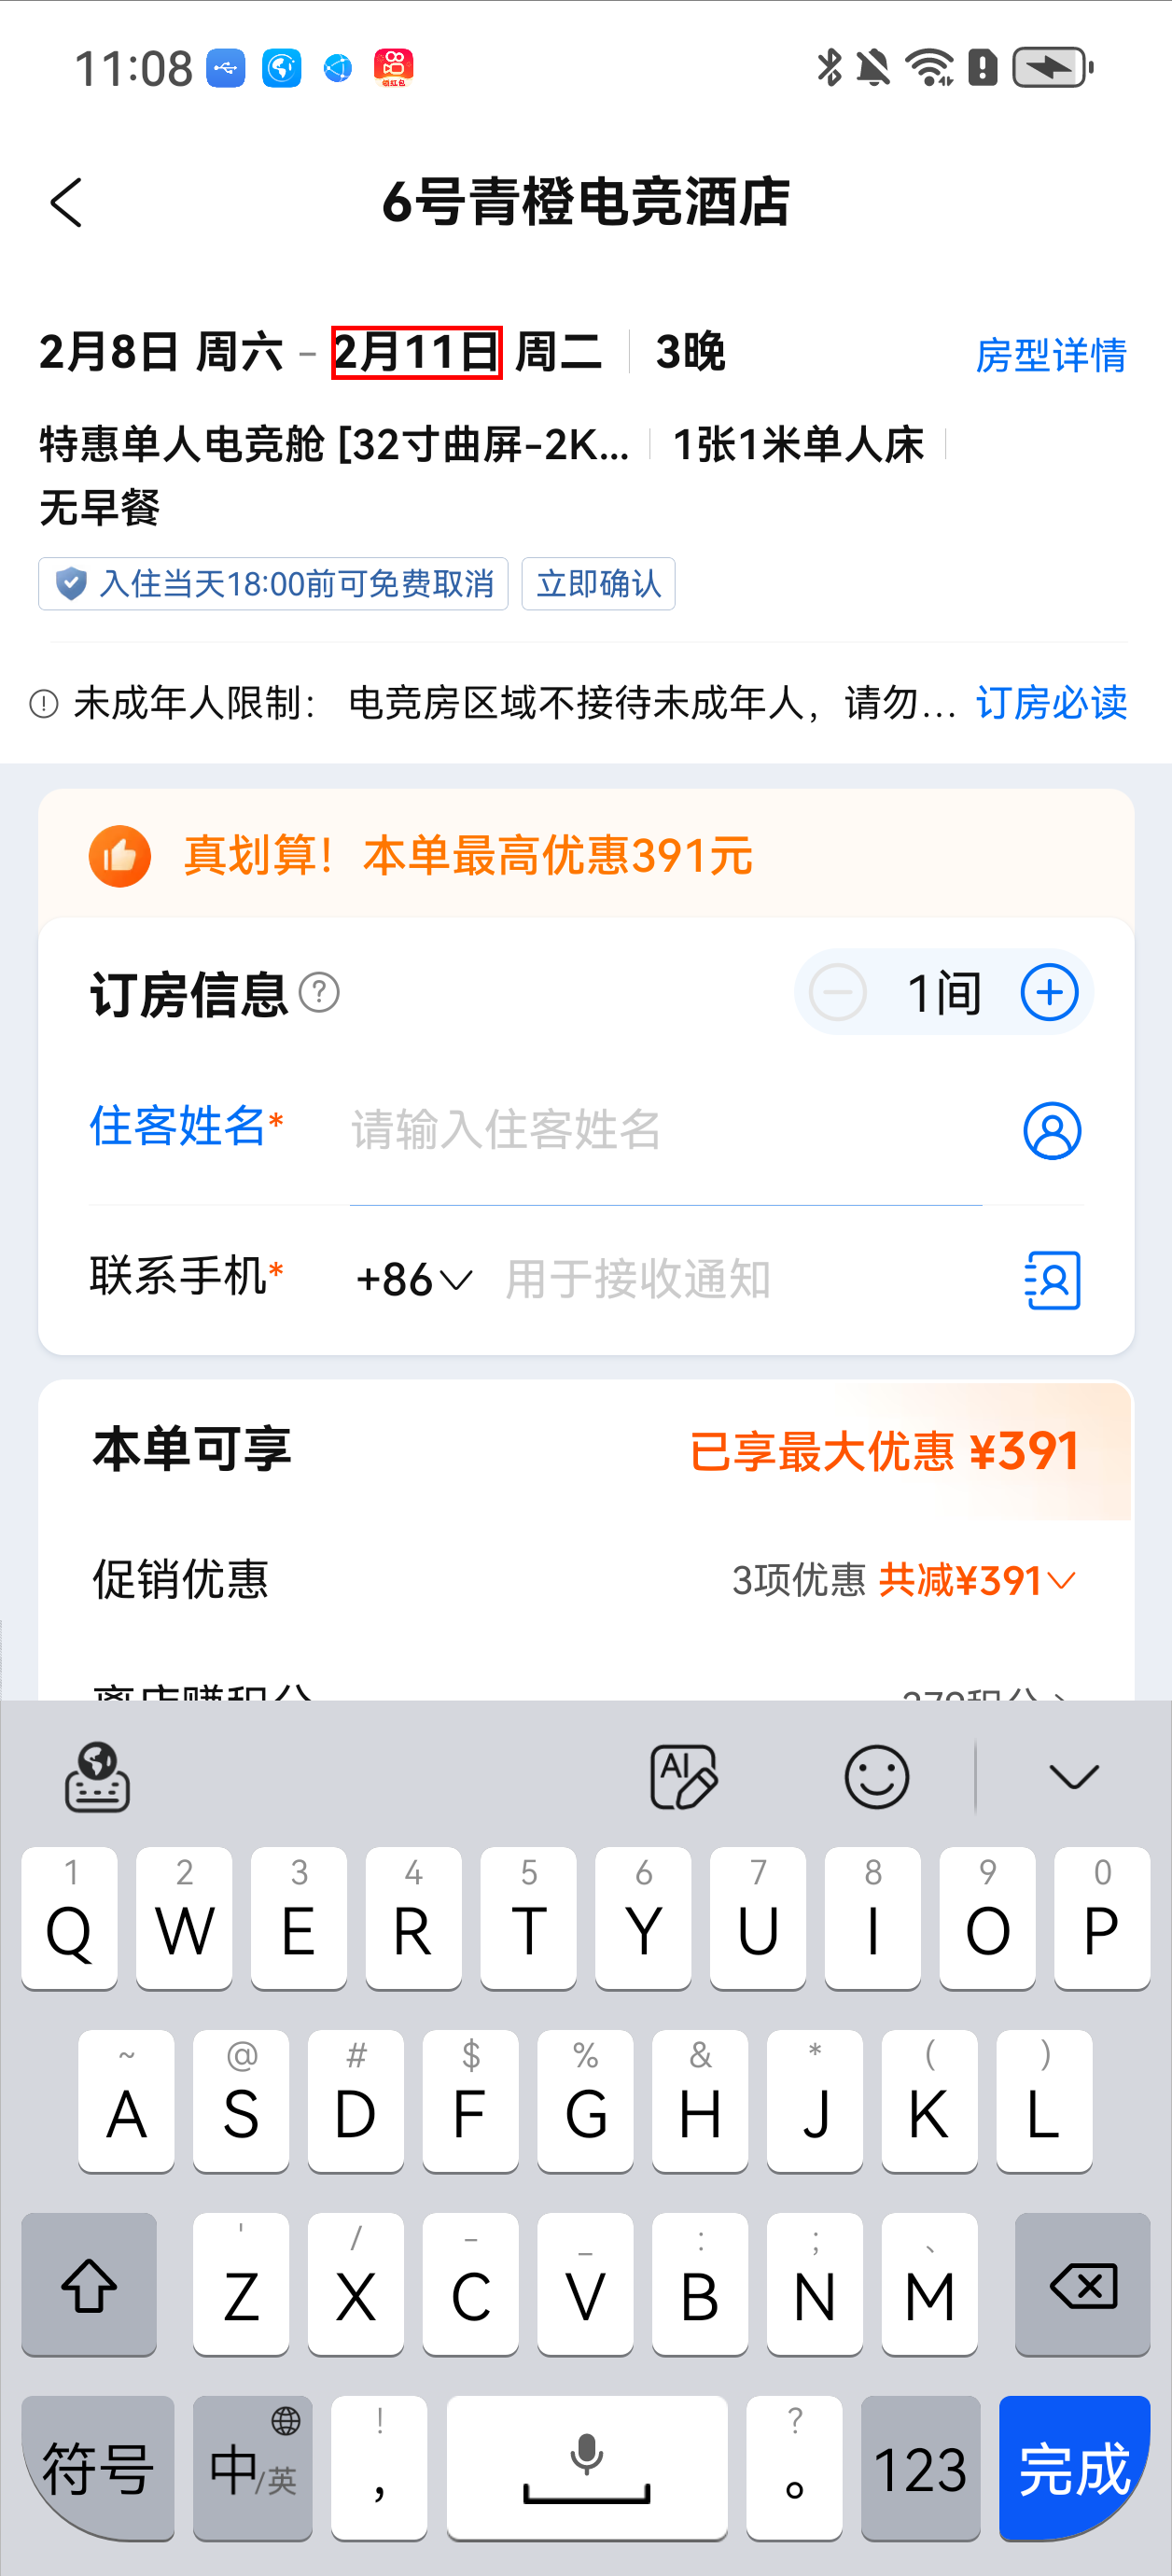 11:08
6号青橙电竞酒店
2月8日 周六 - 2月11日 周二 3晚 房型详情
特惠单人电竞舱 [32寸曲屏-2K... 1张1米单人床
无早餐
入住当天18:00前可免费取消 立即确认
未成年人限制： 电竞房区域不接待未成年人，请勿... 订房必读
真划算！本单最高优惠391元
订房信息 ? 1间
住客姓名* 请输入住客姓名
联系手机* +86 用于接收通知
本单可享 已享最大优惠 ¥391
促销优惠 3项优惠 共减¥391
AI
1 2 3 4 5 6 7 8 9 0
Q W E R T Y U I O P
~ @ # $ % & * ( )
A S D F G H J K L
' / - _ : ; 、
Z X C V B N M
! ?
符号 中/英 ， 。 123 完成